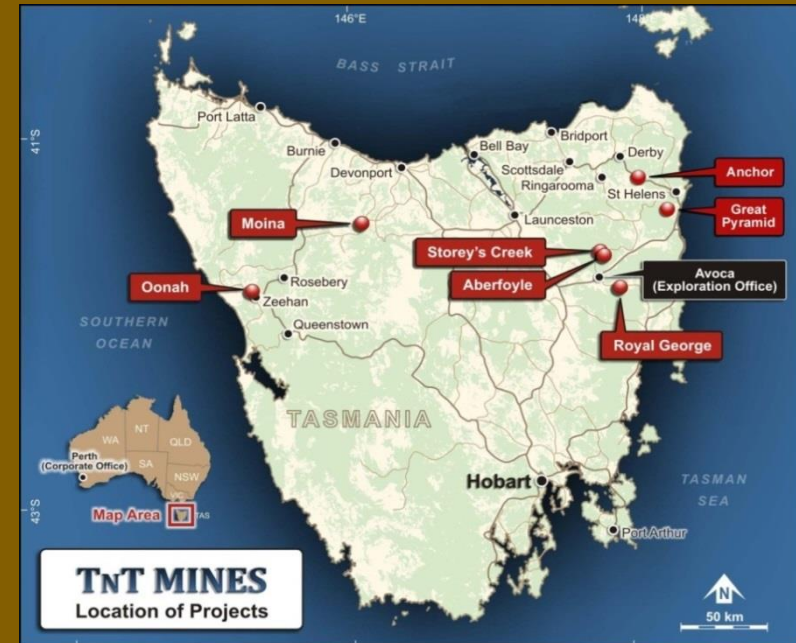 146°E
148°E
BASS STRAIT
Port Latta
41°S
Burnie
Devonport
Bell Bay
Bridport
Scottsdale
Derby
Ringarooma
Anchor
St Helens
Launceston
Great
Pyramid
Moina
Storey's Creek
Aberfoyle
Avoca
(Exploration Office)
Oonah
Rosebery
Zeehan
Queenstown
Royal George
SOUTHERN
OCEAN
TASMANIA
NT
WA
QLD
SA
NSW
VIC
TAS
Perth
(Corporate Office)
Map Area
Hobart
TASMAN
SEA
43°S
Port Arthur
TNT MINES
Location of Projects
N
50 km